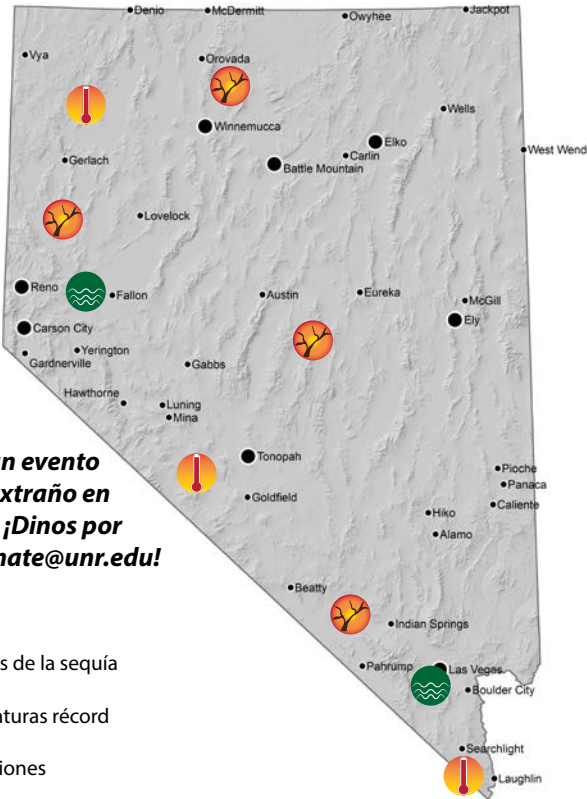 Denio
McDermitt
Owyhee
Jackpot
Vya
Orovada
Wells
Winnemucca
Elko
Carlin
West Wend
Battle Mountain
Gerlach
Lovelock
Reno
Fallon
Austin
Eureka
McGill
Ely
Carson City
Yerington
Gardnerville
Gabbs
Hawthorne
Luning
Mina
Tonopah
Pioche
Panaca
Goldfield
Caliente
Hiko
Alamo
evento
xtraño en
¡Dinos por
nate@unr.edu!
Beatty
Indian Springs
s de la sequía
Pahrump
Las Vegas
Boulder City
aturas récord
Searchlight
iones
Laughlin